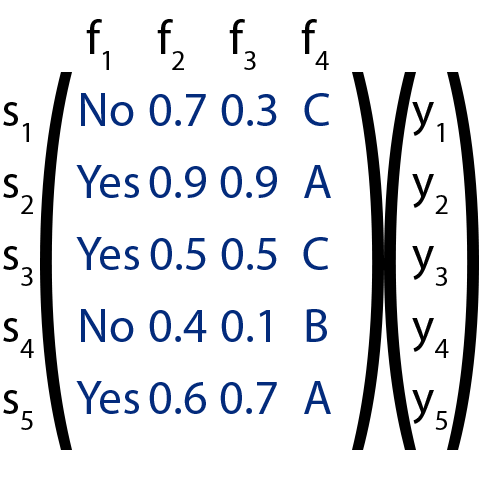 f1 f2 f3 f4
s1 No 0.7 0.3 C y1
s2 Yes 0.9 0.9 A y2
s3 Yes 0.5 0.5 C y3
s4 No 0.4 0.1 B y4
s5 Yes 0.6 0.7 A y5